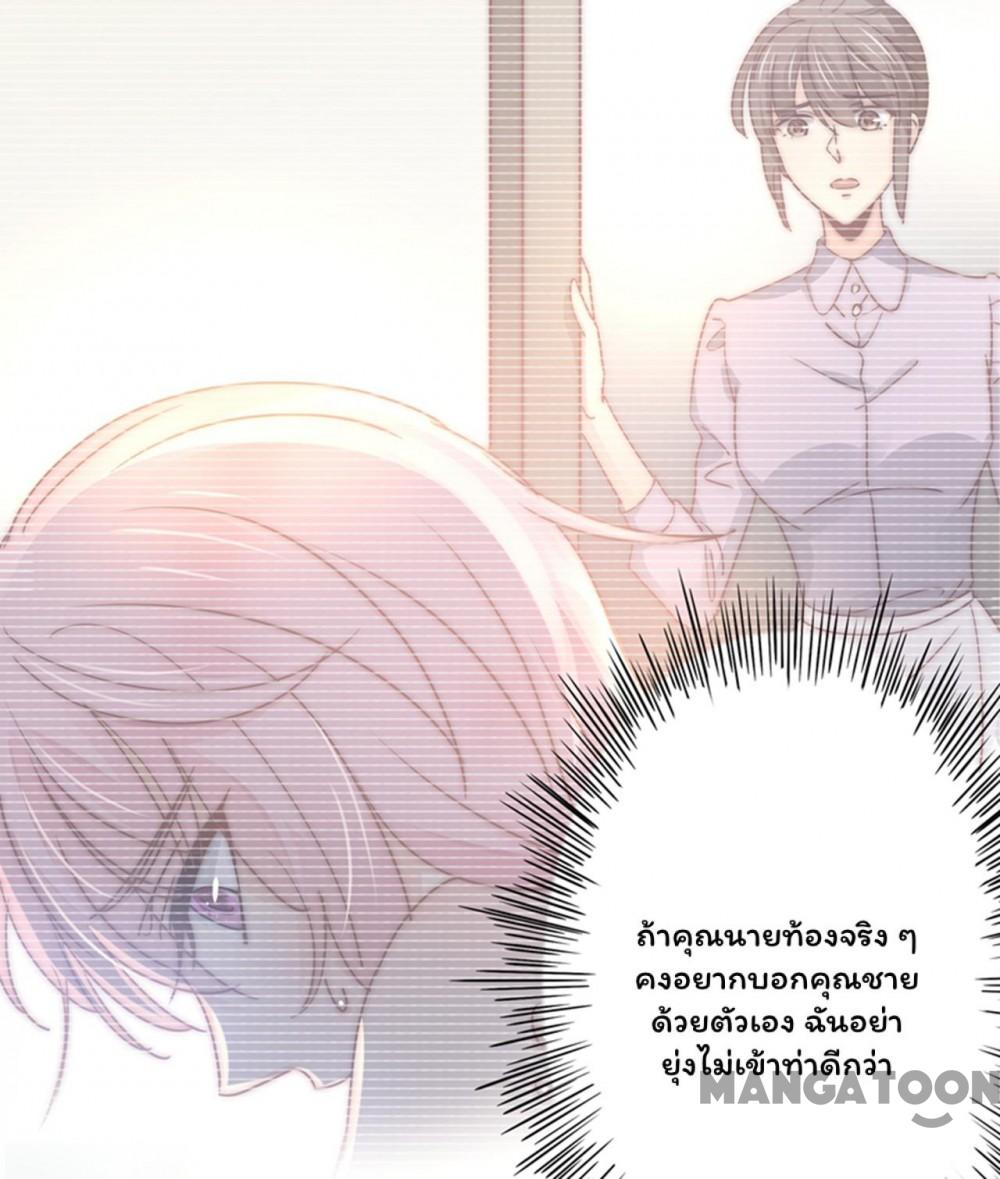 ถ้าคุณนายท้องจริง ๆ
คงอยากบอกคุณชาย
ด้วยตัวเอง ฉันอย่า
ยุ่งไม่เข้าท่าดีกว่า
MANGATOON